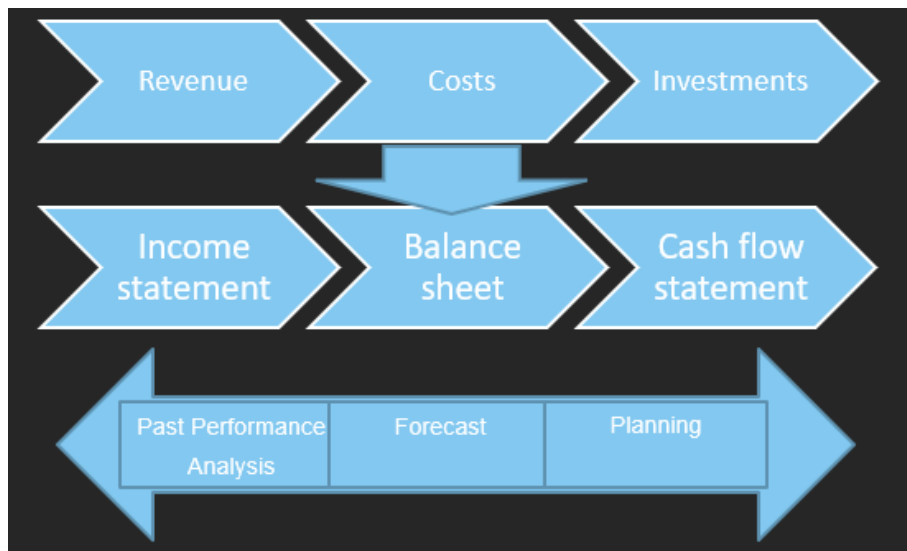 Revenue
Costs
Investments
Income
statement
Balance
sheet
Cash flow
statement
Past Performance
Analysis
Forecast
Planning